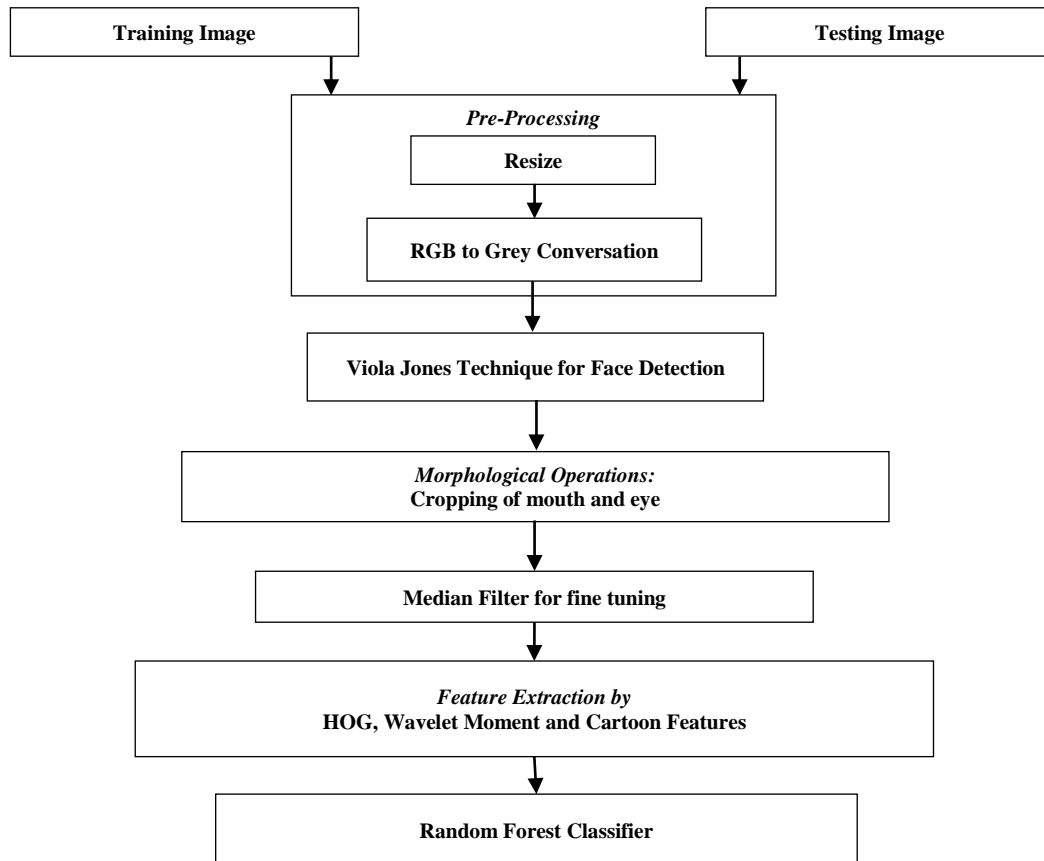 Training Image
Testing Image
Pre-Processing
Resize
RGB to Grey Conversation
Viola Jones Technique for Face Detection
Morphological Operations:
Cropping of mouth and eye
Median Filter for fine tuning
Feature Extraction by
HOG, Wavelet Moment and Cartoon Features
Random Forest Classifier